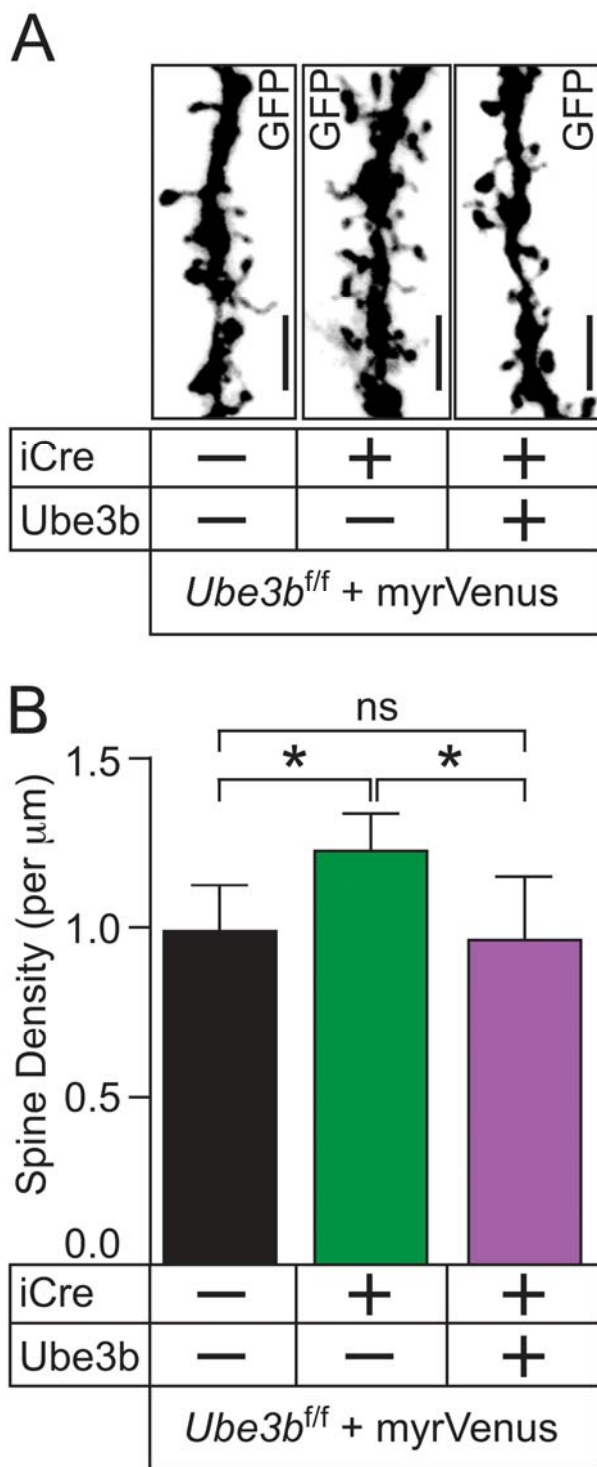 A
GFP GFP GFP
iCre — + +
Ube3b — — +
Ube3b^f/f + myrVenus
B
ns
* *
1.5
1.0
0.5
0.0
Spine Density (per μm)
iCre — + +
Ube3b — — +
Ube3b^f/f + myrVenus